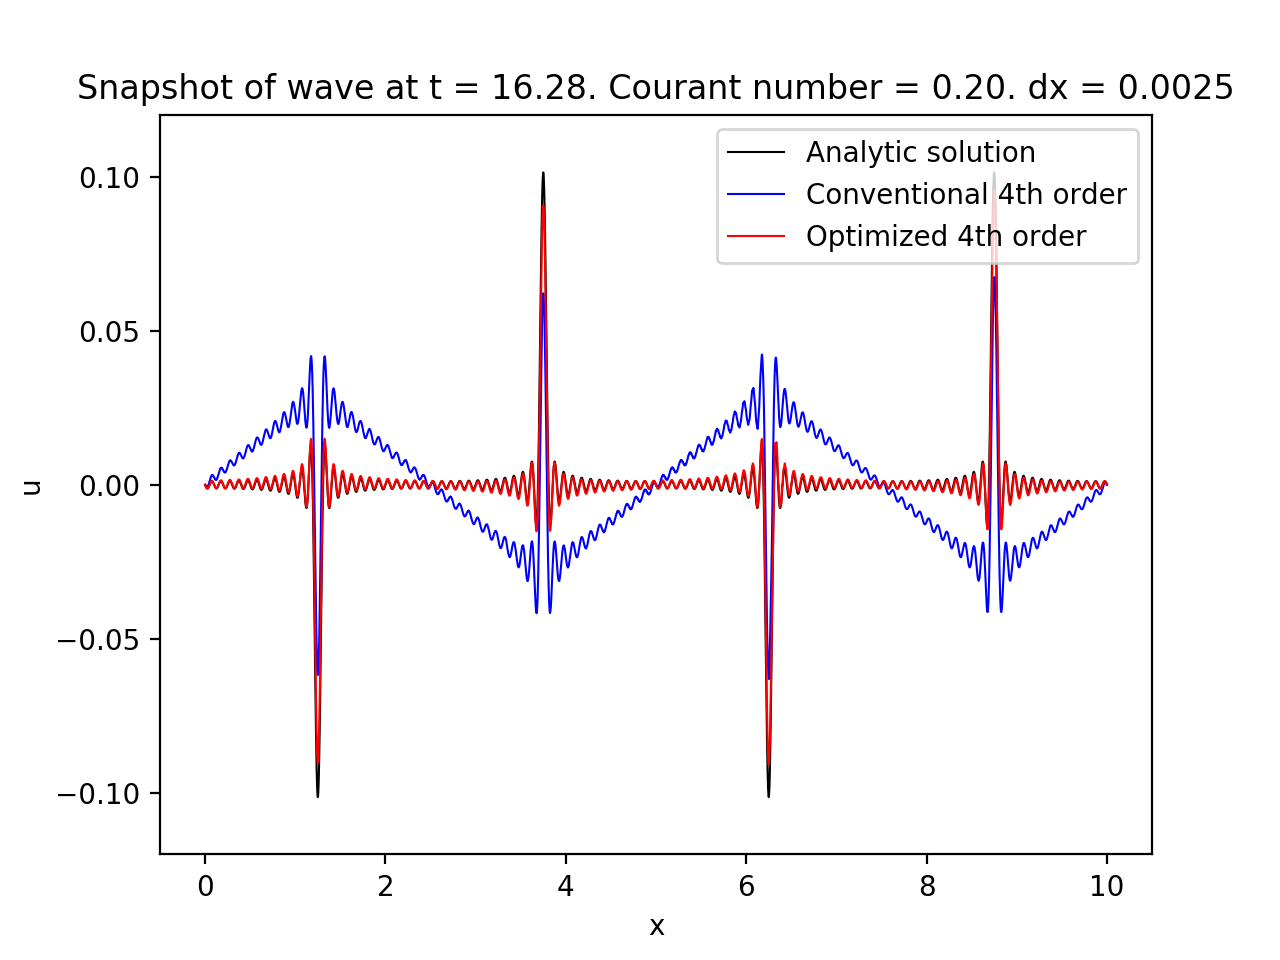 Snapshot of wave at t = 16.28. Courant number = 0.20. dx = 0.0025
Analytic solution
Conventional 4th order
Optimized 4th order
0.10
0.05
0.00
−0.05
−0.10
u
0 2 4 6 8 10
x